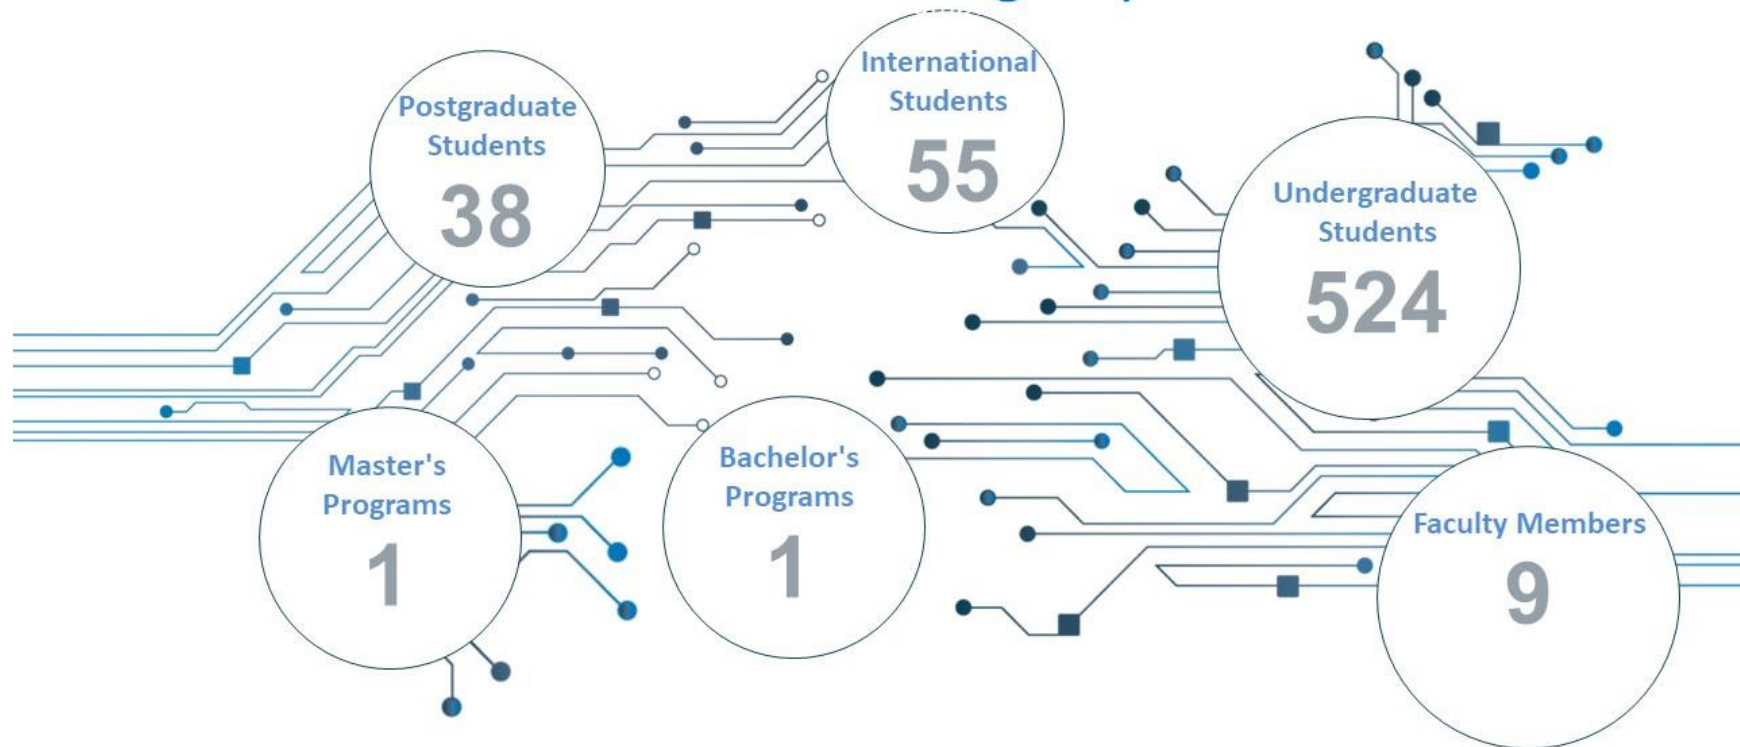 International
Students
55
Postgraduate
Students
38
Undergraduate
Students
524
Master's
Programs
1
Bachelor's
Programs
1
Faculty Members
9